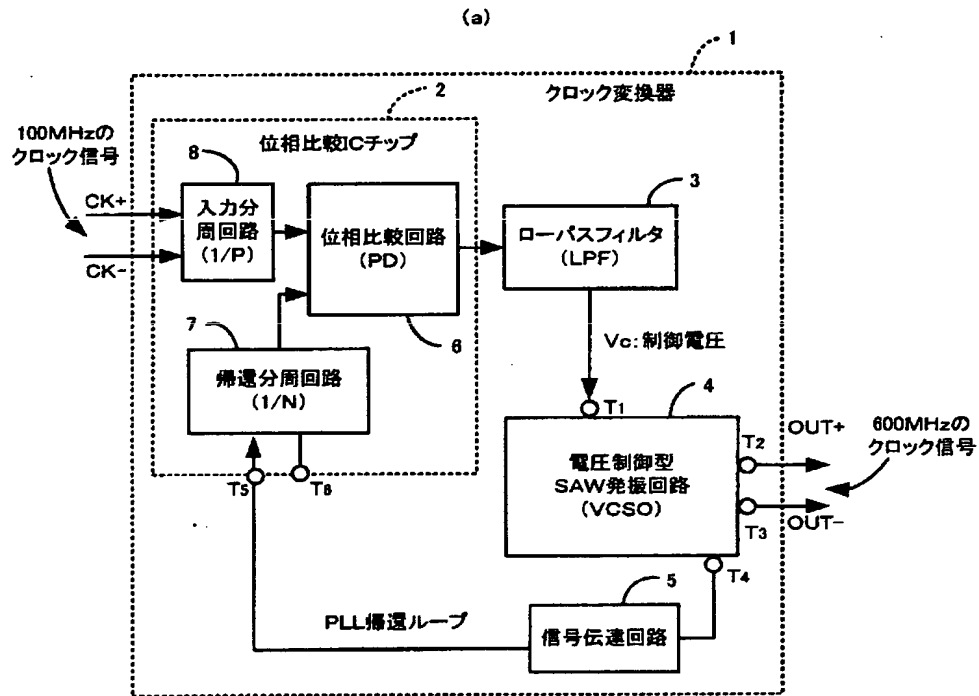 (a)
1
クロック変換器
2
位相比較ICチップ
100MHzの
クロック信号
CK+
CK-
8
入力分
周回路
(1/P)
位相比較回路
(PD)
6
3
ローパスフィルタ
(LPF)
7
帰還分周回路
(1/N)
Vc:制御電圧
T1
4
電圧制御型
SAW発振回路
(VCSO)
T2
OUT+
T3
OUT-
600MHzの
クロック信号
T5
T6
T4
5
信号伝達回路
PLL帰還ループ